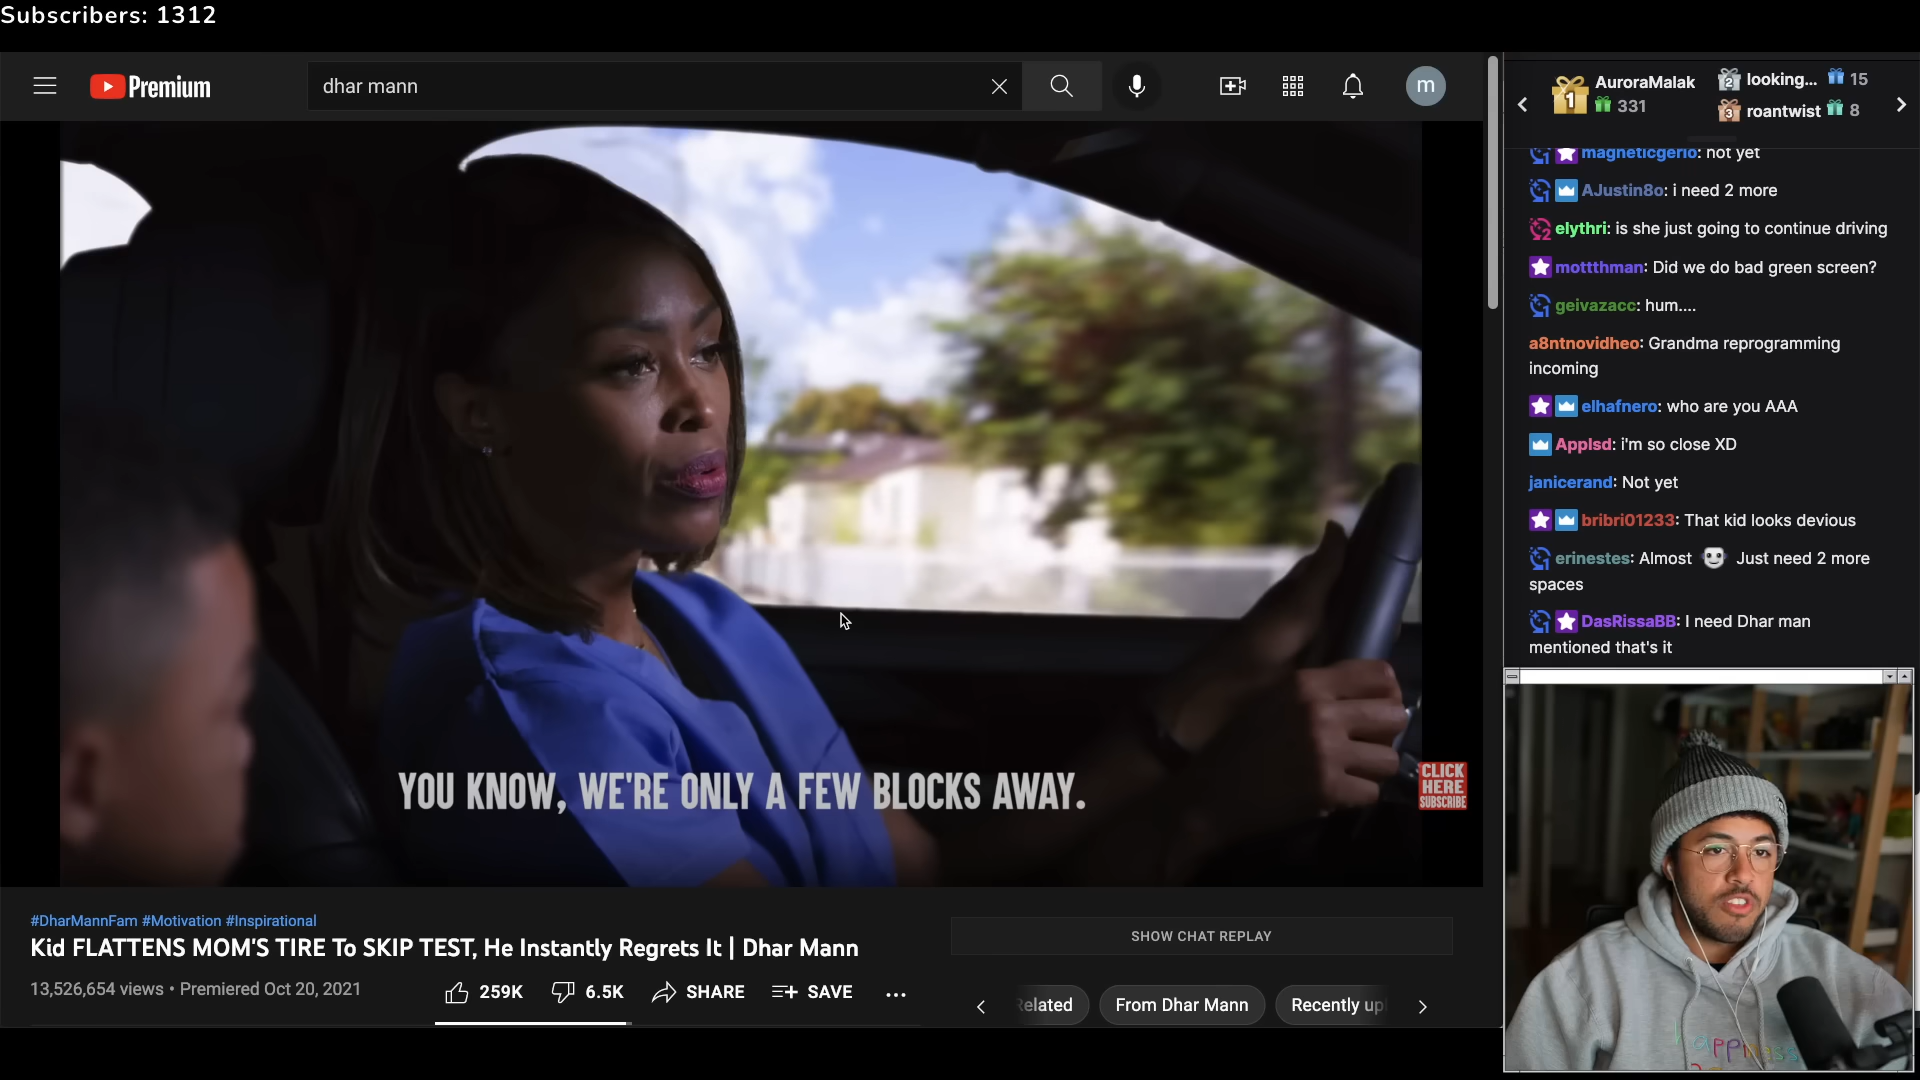 Subscribers: 1312
Premium
dhar mann
m
AuroraMalak
331
looking... 15
roantwist 8
magneticgerio: not yet
AJustin8o: i need 2 more
elythri: is she just going to continue driving
mottthman: Did we do bad green screen?
geivazacc: hum....
a8ntnovidheo: Grandma reprogramming
incoming
elhafnero: who are you AAA
Applsd: i'm so close XD
janicerand: Not yet
bribri01233: That kid looks devious
erinestes: Almost Just need 2 more
spaces
DasRissaBB: I need Dhar man
mentioned that's it
YOU KNOW, WE'RE ONLY A FEW BLOCKS AWAY.
CLICK
HERE
SUBSCRIBE
#DharMannFam #Motivation #Inspirational
Kid FLATTENS MOM'S TIRE To SKIP TEST, He Instantly Regrets It | Dhar Mann
13,526,654 views • Premiered Oct 20, 2021
259K
6.5K
SHARE
SAVE
SHOW CHAT REPLAY
Related
From Dhar Mann
Recently up
happiness